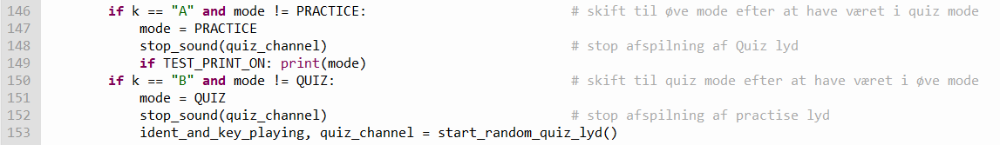 146 if k == "A" and mode != PRACTICE: # skift til øve mode efter at have været i quiz mode
147 mode = PRACTICE
148 stop_sound(quiz_channel) # stop afspilning af Quiz lyd
149 if TEST_PRINT_ON: print(mode)
150 if k == "B" and mode != QUIZ: # skift til quiz mode efter at have været i øve mode
151 mode = QUIZ
152 stop_sound(quiz_channel) # stop afspilning af practise lyd
153 ident_and_key_playing, quiz_channel = start_random_quiz_lyd()